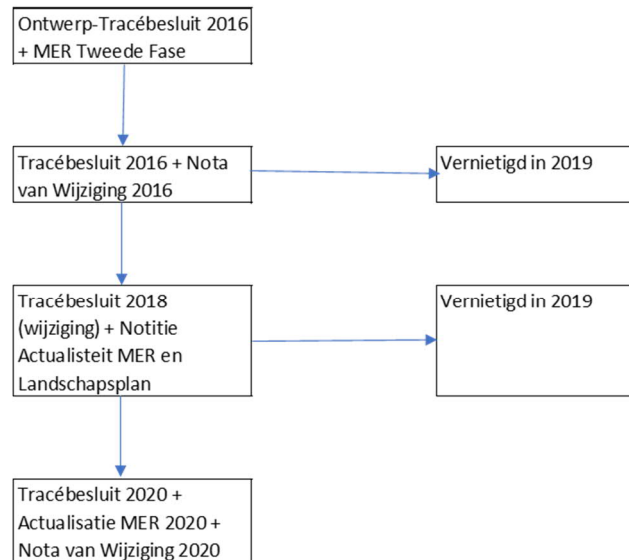 Ontwerp-Tracébesluit 2016
+ MER Tweede Fase
Tracébesluit 2016 + Nota
van Wijziging 2016
Vernietigd in 2019
Tracébesluit 2018
(wijziging) + Notitie
Actualisteit MER en
Landschapsplan
Vernietigd in 2019
Tracébesluit 2020 +
Actualisatie MER 2020 +
Nota van Wijziging 2020